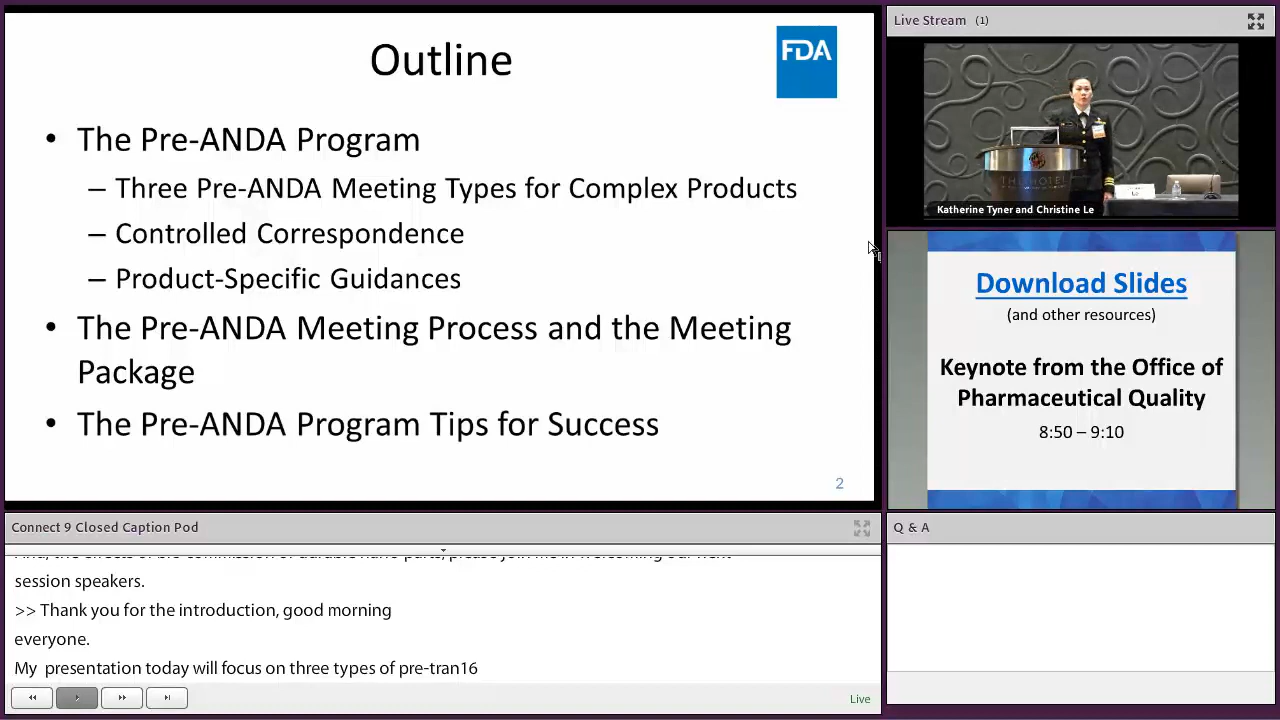 Outline
FDA
• The Pre-ANDA Program
– Three Pre-ANDA Meeting Types for Complex Products
– Controlled Correspondence
– Product-Specific Guidances
• The Pre-ANDA Meeting Process and the Meeting
Package
• The Pre-ANDA Program Tips for Success
2
Live Stream (1)
THE HOTEL
Katherine Tyner and Christine Le
Download Slides
(and other resources)
Keynote from the Office of
Pharmaceutical Quality
8:50 – 9:10
Connect 9 Closed Caption Pod
session speakers.
>> Thank you for the introduction, good morning
everyone.
My presentation today will focus on three types of pre-tran16
Live
Q & A